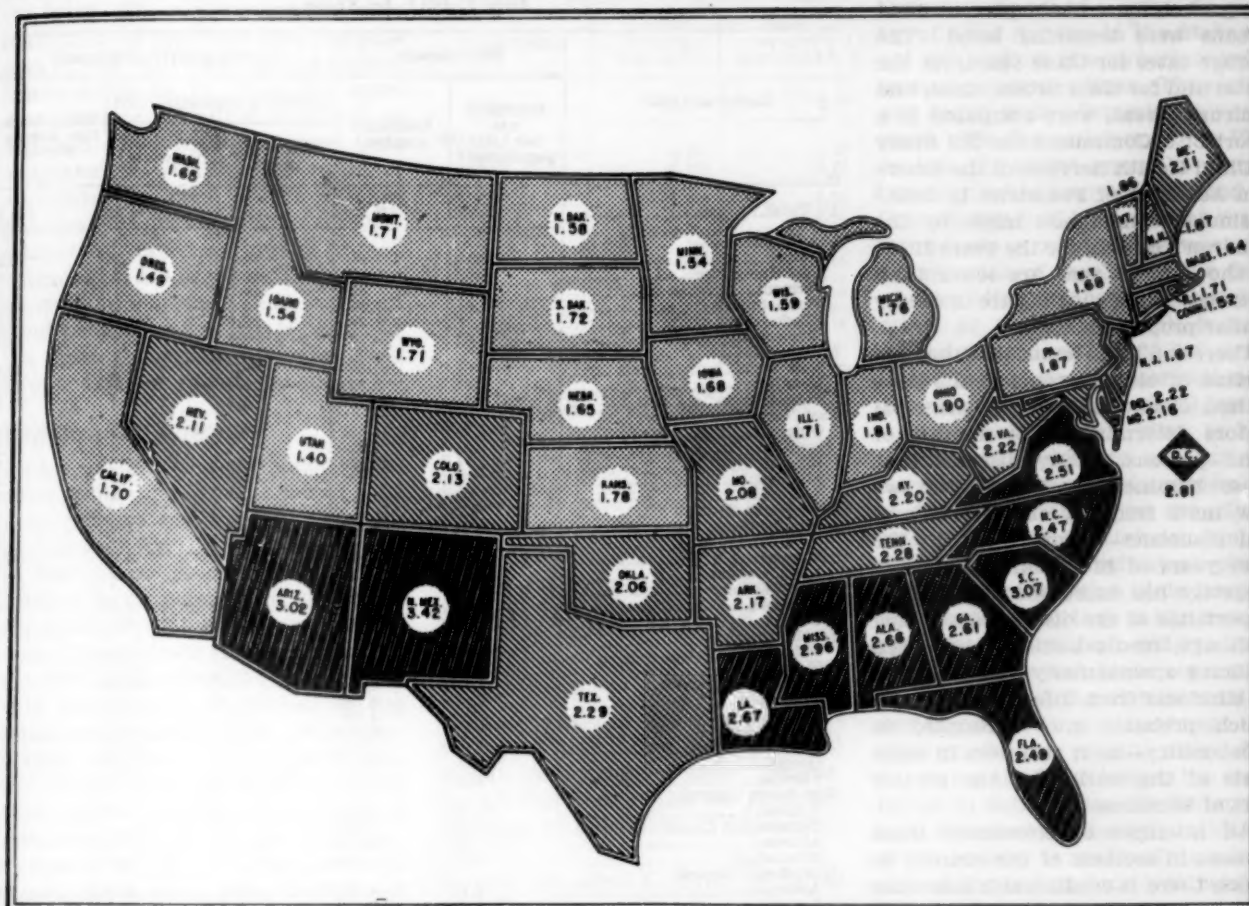 WASH.
1.65
OREG.
1.49
CALIF.
1.70
NEV.
2.11
IDAHO
1.54
UTAH
1.40
ARIZ.
3.02
MONT.
1.71
WYO.
1.71
COLO.
2.13
N. MEX.
3.42
N. DAK.
1.58
S. DAK.
1.72
NEBR.
1.65
KANS.
1.78
OKLA.
2.06
TEX.
2.29
MINN.
1.54
IOWA
1.68
MO.
2.08
ARK.
2.17
LA.
2.67
WIS.
1.59
ILL.
1.71
MICH.
1.76
IND.
1.81
OHIO
1.90
KY.
2.20
TENN.
2.28
MISS.
2.96
ALA.
2.66
GA.
2.61
FLA.
2.49
S.C.
3.07
N.C.
2.47
VA.
2.51
W. VA.
2.22
PA.
1.87
N.Y.
1.68
ME.
2.11
1.66
VT.
N.H. 1.87
MASS. 1.64
R.I. 1.71
CONN. 1.52
N.J. 1.67
DEL. 2.22
MD. 2.16
D.C.
2.81